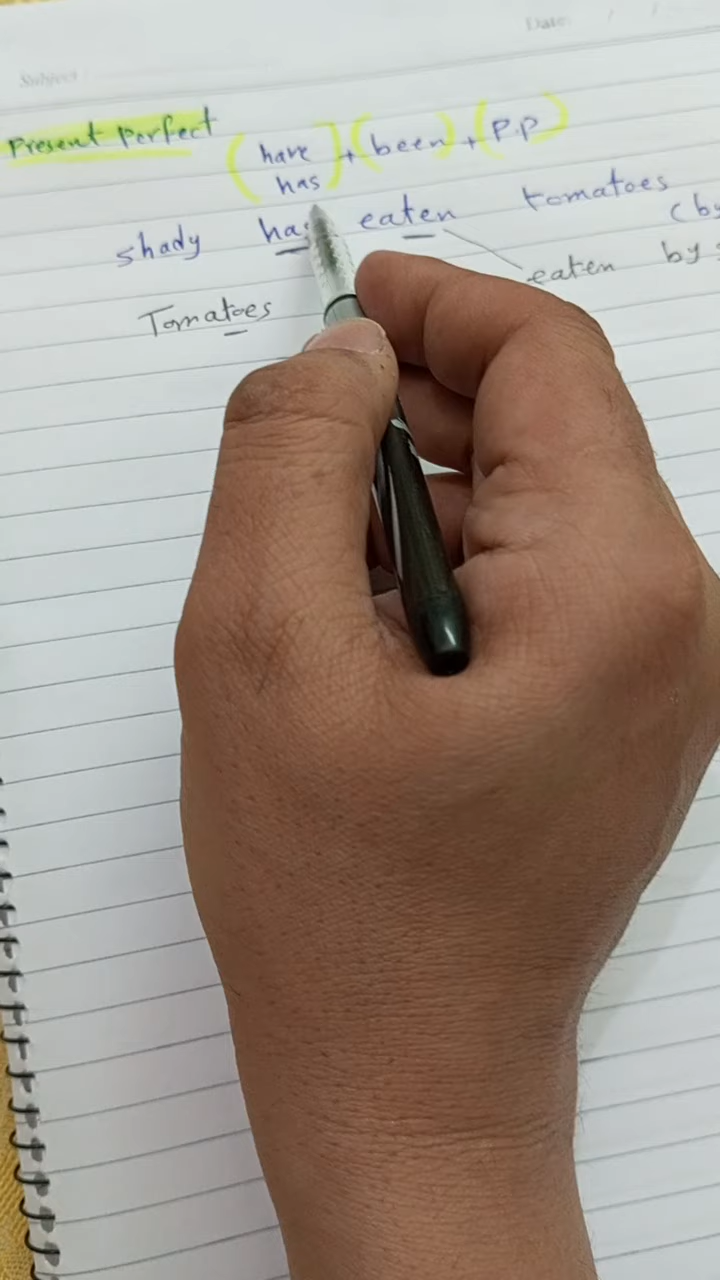 Date: / /
Subject
Present Perfect (have has) + (been) + (P.P)
shady has eaten tomatoes (by
Tomatoes eaten by